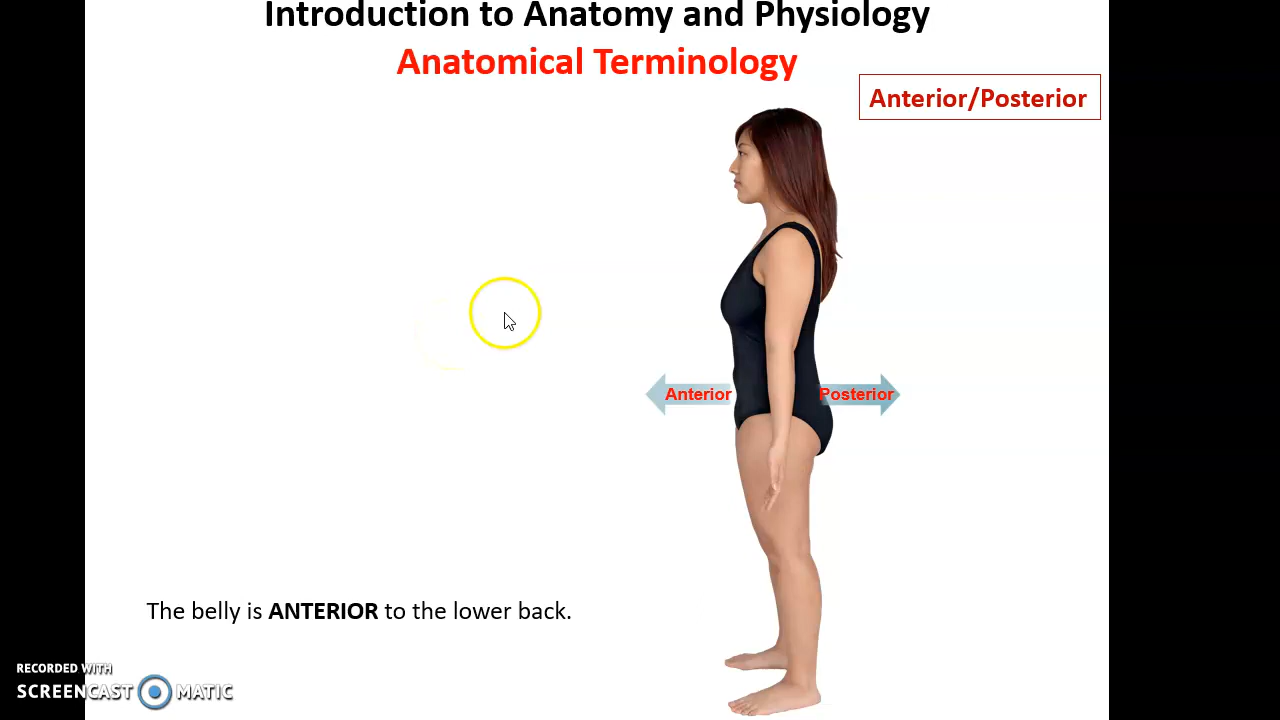 Introduction to Anatomy and Physiology
Anatomical Terminology
Anterior/Posterior
Anterior
Posterior
The belly is ANTERIOR to the lower back.
RECORDED WITH
SCREENCAST MATIC